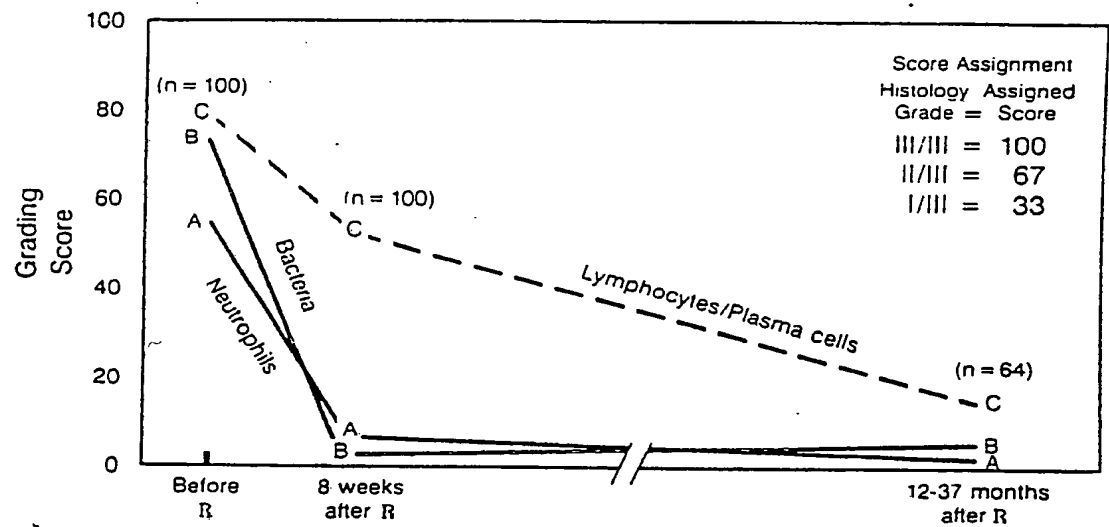 100
80
60
40
20
0
Grading
Score
(n = 100)
C
B
A
(n = 100)
C
Bacteria
Neutrophils
A
B
Lymphocytes/Plasma cells
(n = 64)
C
B
A
Score Assignment
Histology Assigned
Grade = Score
III/III = 100
II/III = 67
I/III = 33
Before
R
8 weeks
after R
12-37 months
after R